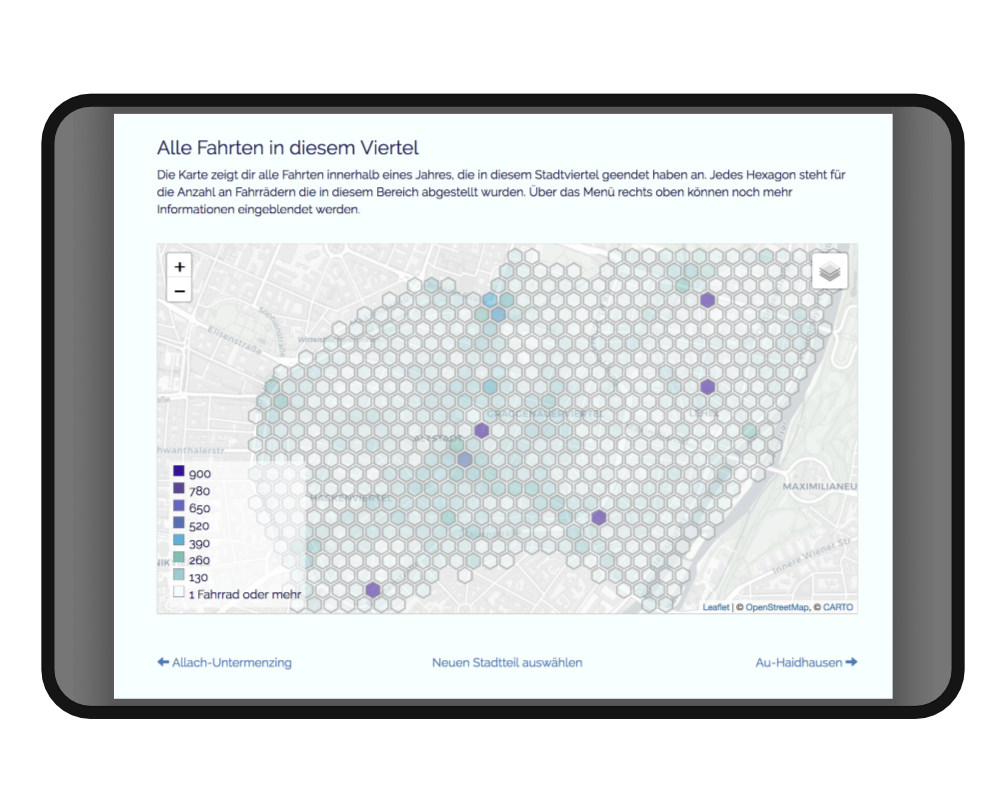 Alle Fahrten in diesem Viertel
Die Karte zeigt dir alle Fahrten innerhalb eines Jahres, die in diesem Stadtviertel geendet haben an. Jedes Hexagon steht für
die Anzahl an Fahrrädern die in diesem Bereich abgestellt wurden. Über das Menü rechts oben können noch mehr
Informationen eingeblendet werden.
+
−
Elisenstraße
GRAGGENAUERVIERTEL
LEHEL
ALTSTADT
hwanthalerstr
HACKENVIERTEL
MAXIMILIANEU
Innere Wiener Str
900
780
650
520
390
260
130
1 Fahrrad oder mehr
Leaflet | © OpenStreetMap, © CARTO
Allach-Untermenzing
Neuen Stadtteil auswählen
Au-Haidhausen